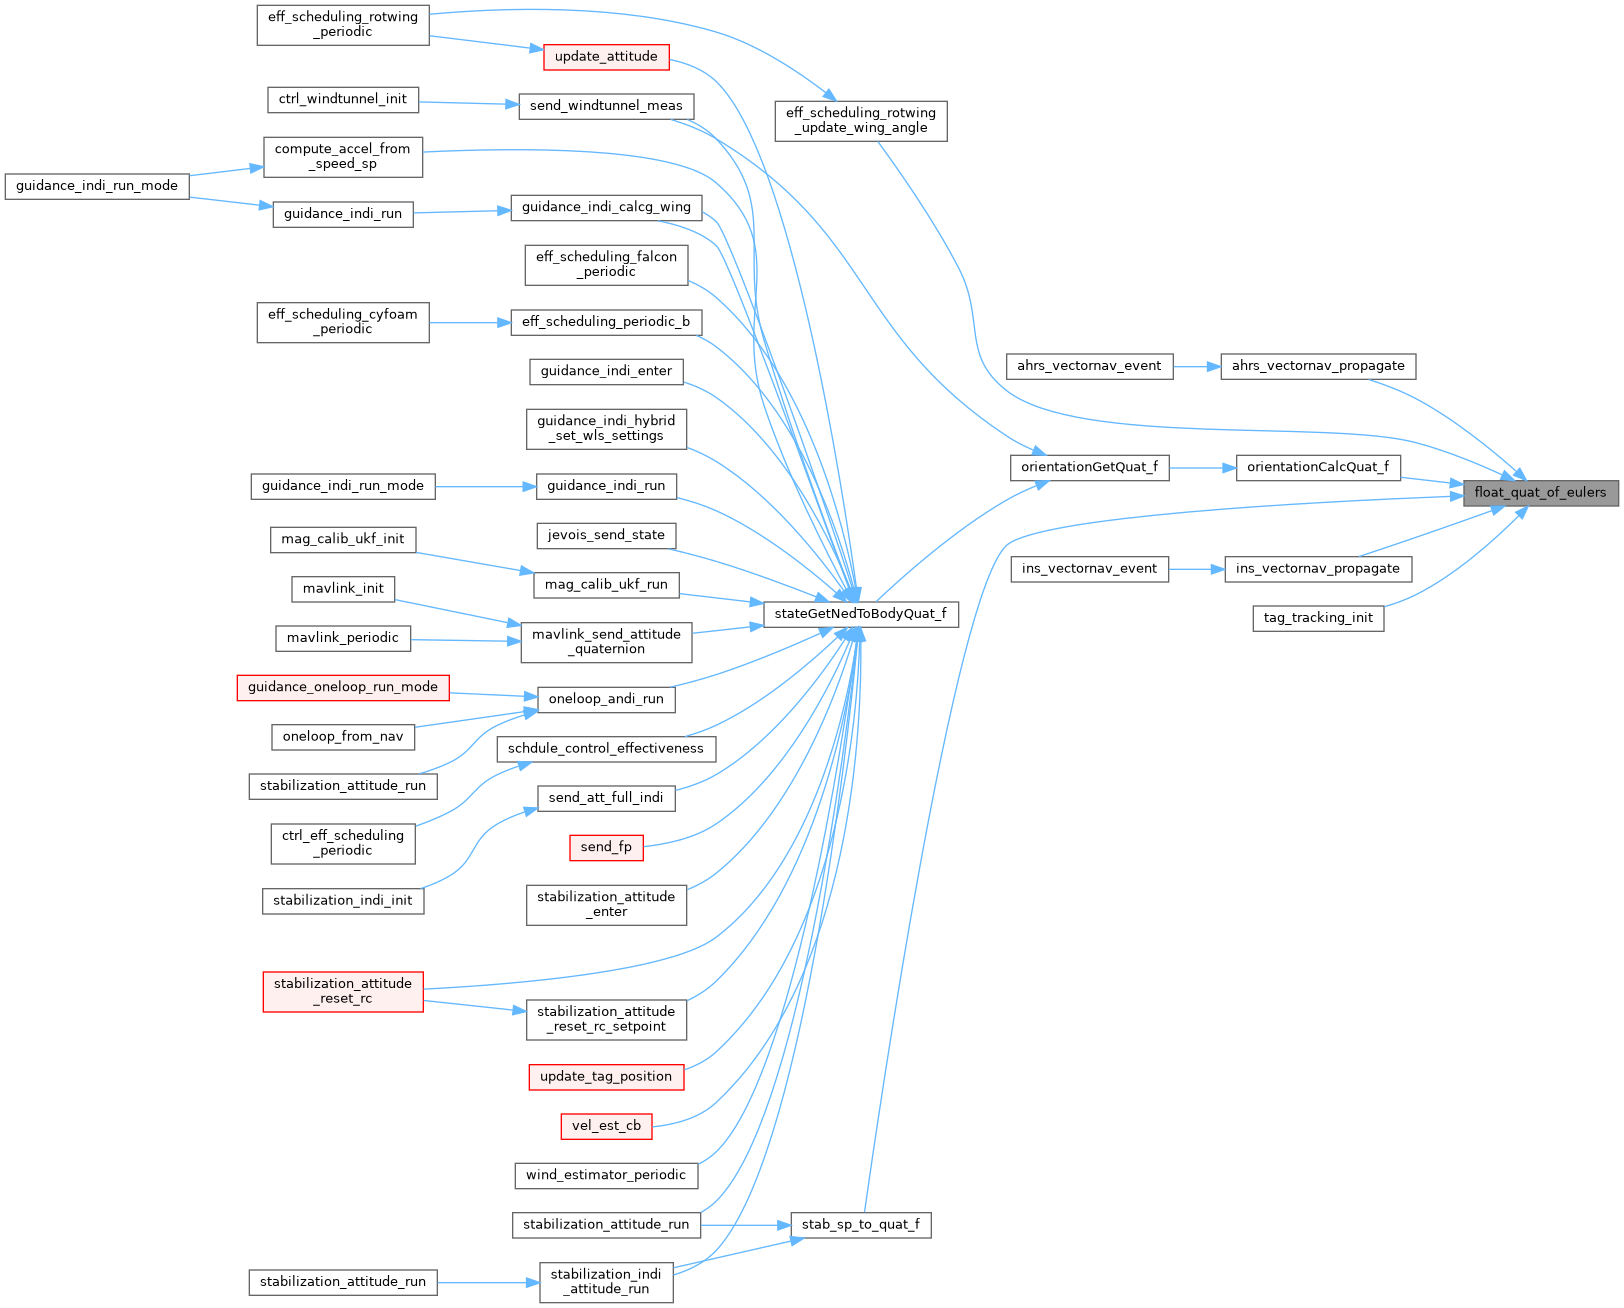 eff_scheduling_rotwing
_periodic
update_attitude
ctrl_windtunnel_init
send_windtunnel_meas
eff_scheduling_rotwing
_update_wing_angle
compute_accel_from
_speed_sp
guidance_indi_run_mode
guidance_indi_run
guidance_indi_calcg_wing
eff_scheduling_falcon
_periodic
eff_scheduling_cyfoam
_periodic
eff_scheduling_periodic_b
guidance_indi_enter
ahrs_vectornav_event
ahrs_vectornav_propagate
guidance_indi_hybrid
_set_wls_settings
orientationGetQuat_f
orientationCalcQuat_f
guidance_indi_run_mode
guidance_indi_run
float_quat_of_eulers
mag_calib_ukf_init
jevois_send_state
ins_vectornav_event
ins_vectornav_propagate
mavlink_init
mag_calib_ukf_run
stateGetNedToBodyQuat_f
tag_tracking_init
mavlink_periodic
mavlink_send_attitude
_quaternion
guidance_oneloop_run_mode
oneloop_andi_run
oneloop_from_nav
schdule_control_effectiveness
stabilization_attitude_run
send_att_full_indi
ctrl_eff_scheduling
_periodic
send_fp
stabilization_indi_init
stabilization_attitude
_enter
stabilization_attitude
_reset_rc
stabilization_attitude
_reset_rc_setpoint
update_tag_position
vel_est_cb
wind_estimator_periodic
stabilization_attitude_run
stab_sp_to_quat_f
stabilization_attitude_run
stabilization_indi
_attitude_run